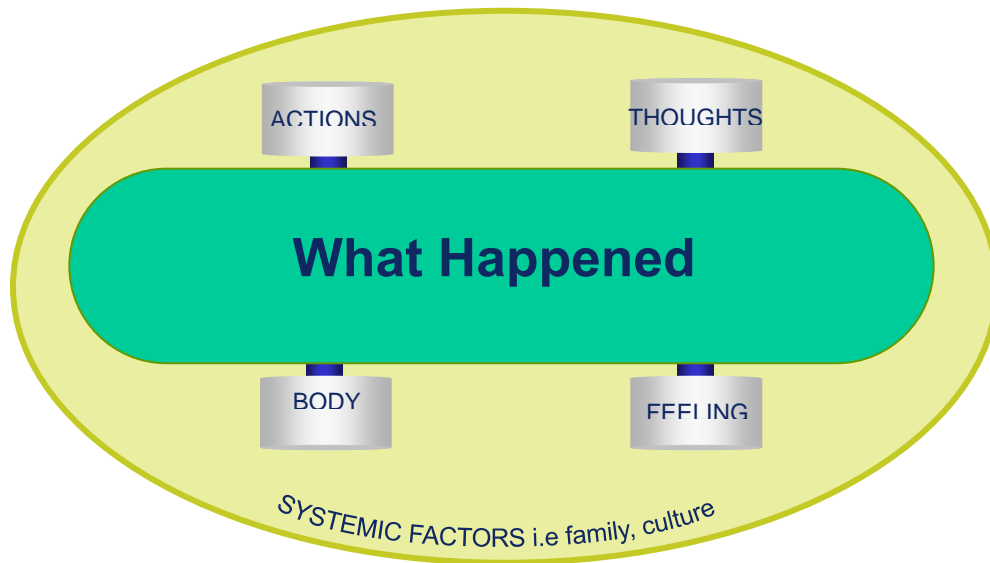 ACTIONS
THOUGHTS
What Happened
BODY
FEELING
SYSTEMIC FACTORS i.e family, culture